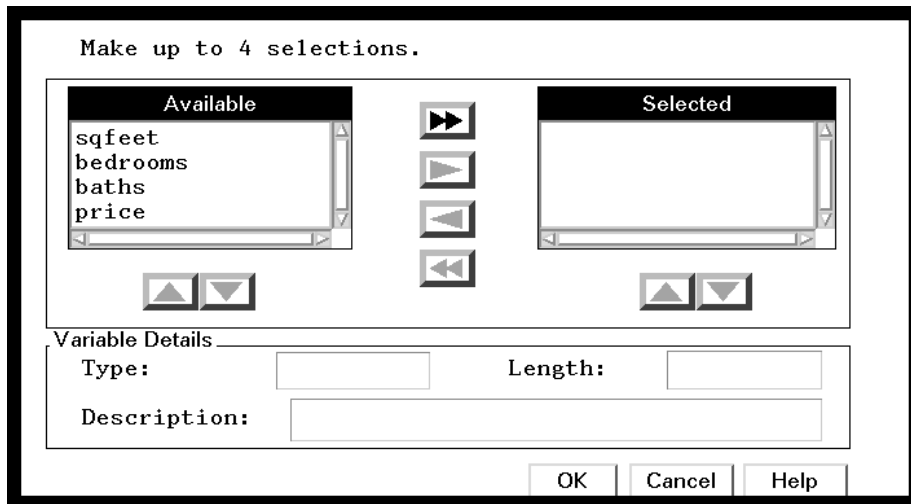 Make up to 4 selections.
Available
Selected
sqfeet
bedrooms
baths
price
Variable Details
Type:
Length:
Description:
OK
Cancel
Help